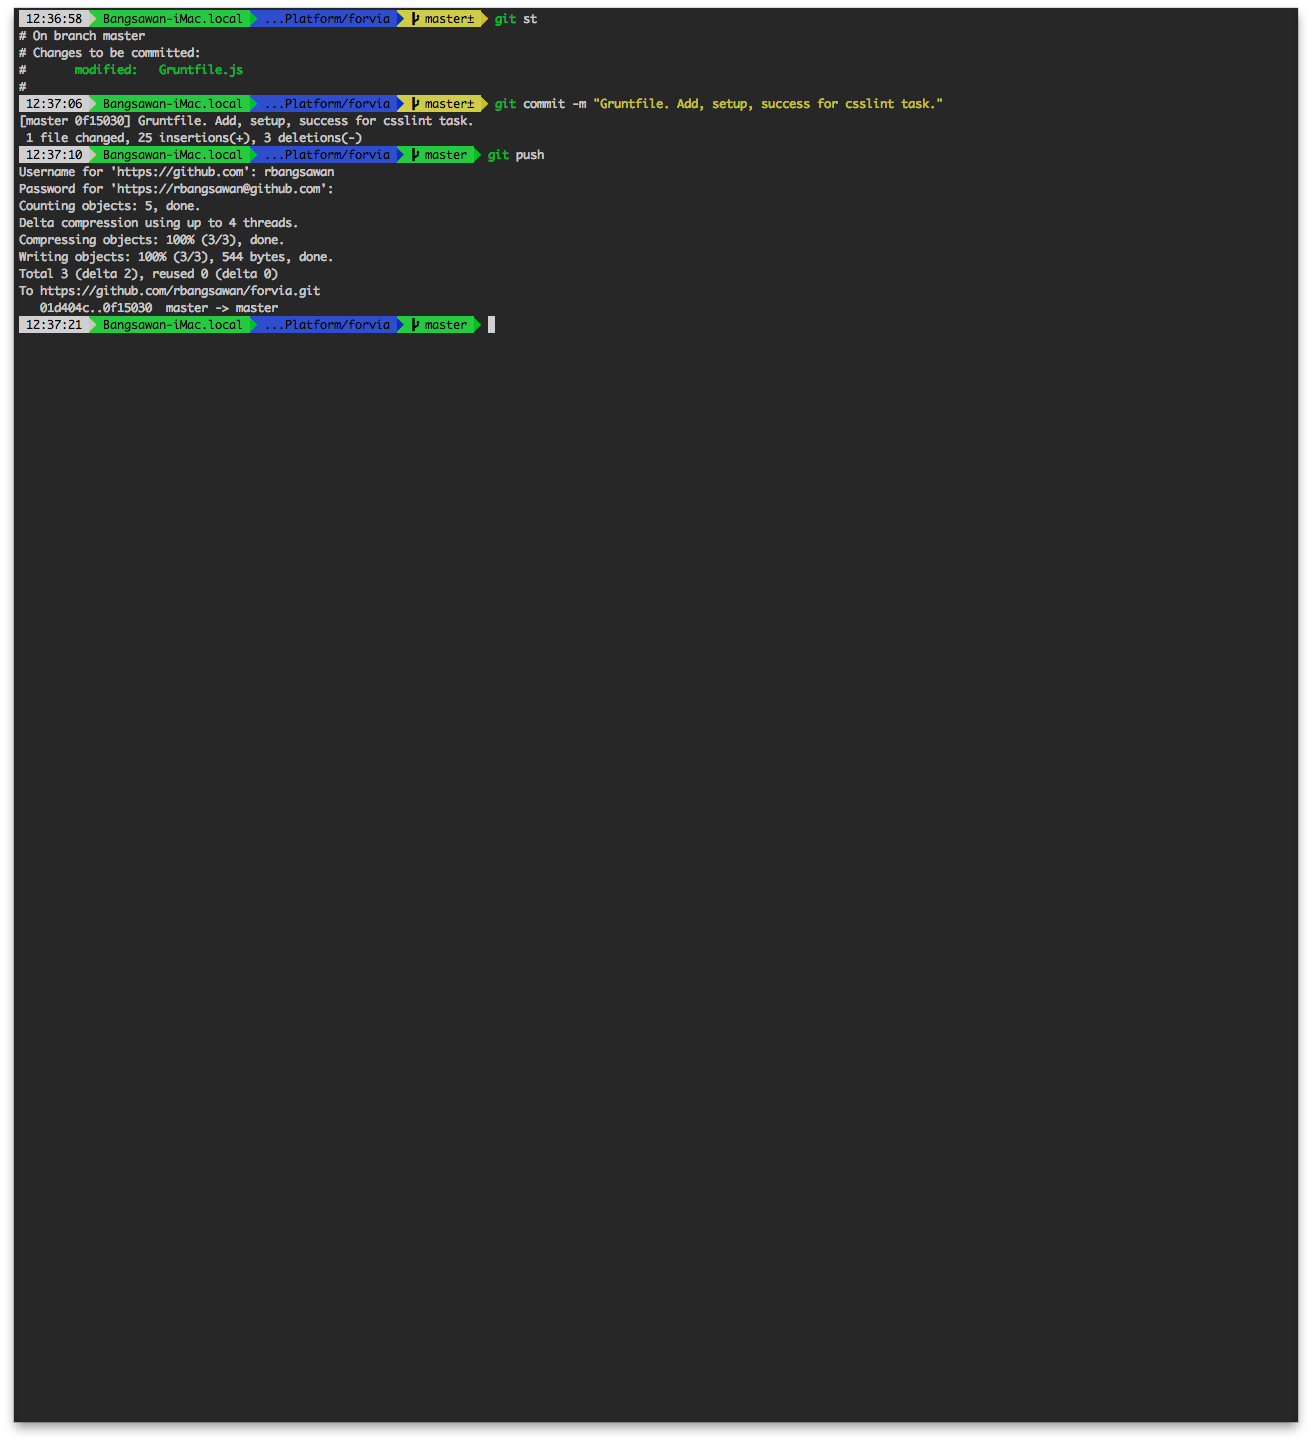 12:36:58 Bangsawan-iMac.local ...Platform/forvia master± git st
# On branch master
# Changes to be committed:
#       modified:   Gruntfile.js
#
12:37:06 Bangsawan-iMac.local ...Platform/forvia master± git commit -m "Gruntfile. Add, setup, success for csslint task."
[master 0f15030] Gruntfile. Add, setup, success for csslint task.
 1 file changed, 25 insertions(+), 3 deletions(-)
12:37:10 Bangsawan-iMac.local ...Platform/forvia master git push
Username for 'https://github.com': rbangsawan
Password for 'https://rbangsawan@github.com':
Counting objects: 5, done.
Delta compression using up to 4 threads.
Compressing objects: 100% (3/3), done.
Writing objects: 100% (3/3), 544 bytes, done.
Total 3 (delta 2), reused 0 (delta 0)
To https://github.com/rbangsawan/forvia.git
   01d404c..0f15030  master -> master
12:37:21 Bangsawan-iMac.local ...Platform/forvia master